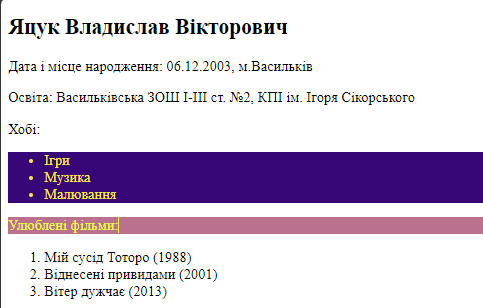 Яцук Владислав Вікторович
Дата і місце народження: 06.12.2003, м.Васильків
Освіта: Васильківська ЗОШ І-ІІІ ст. №2, КПІ ім. Ігоря Сікорського
Хобі:
• Ігри
• Музика
• Малювання
Улюблені фільми:
1. Мій сусід Тоторо (1988)
2. Віднесені привидами (2001)
3. Вітер дужчає (2013)